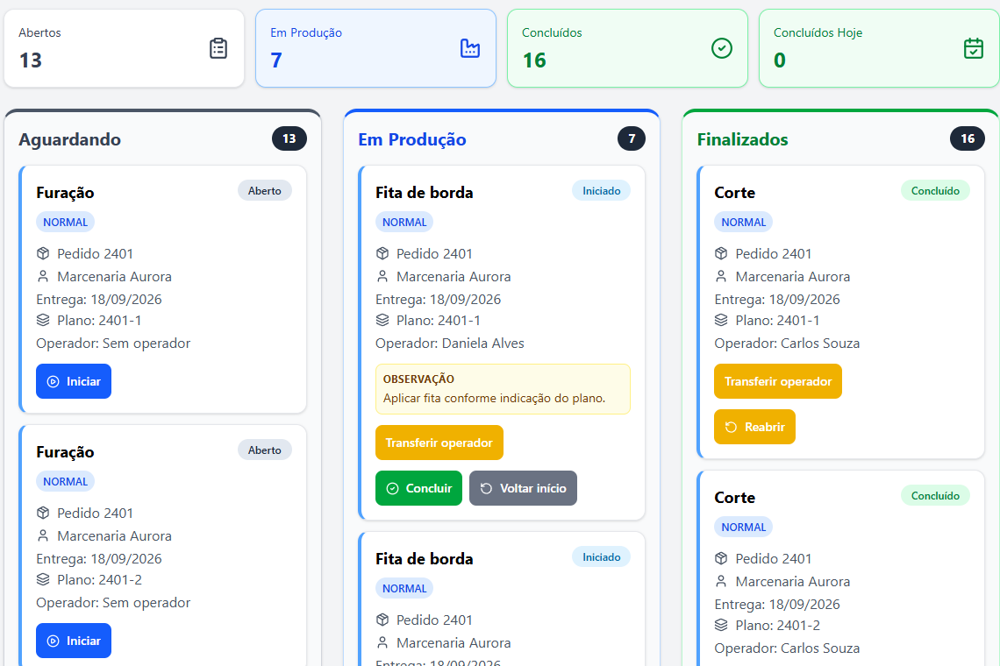 Abertos
13
Em Produção
7
Concluídos
16
Concluídos Hoje
0
Aguardando
13
Furação
Aberto
NORMAL
Pedido 2401
Marcenaria Aurora
Entrega: 18/09/2026
Plano: 2401-1
Operador: Sem operador
Iniciar
Furação
Aberto
NORMAL
Pedido 2401
Marcenaria Aurora
Entrega: 18/09/2026
Plano: 2401-2
Operador: Sem operador
Iniciar
Em Produção
7
Fita de borda
Iniciado
NORMAL
Pedido 2401
Marcenaria Aurora
Entrega: 18/09/2026
Plano: 2401-1
Operador: Daniela Alves
OBSERVAÇÃO
Aplicar fita conforme indicação do plano.
Transferir operador
Concluir
Voltar início
Fita de borda
Iniciado
NORMAL
Pedido 2401
Marcenaria Aurora
Entrega: 18/09/2026
Finalizados
16
Corte
Concluído
NORMAL
Pedido 2401
Marcenaria Aurora
Entrega: 18/09/2026
Plano: 2401-1
Operador: Carlos Souza
Transferir operador
Reabrir
Corte
Concluído
NORMAL
Pedido 2401
Marcenaria Aurora
Entrega: 18/09/2026
Plano: 2401-2
Operador: Carlos Souza